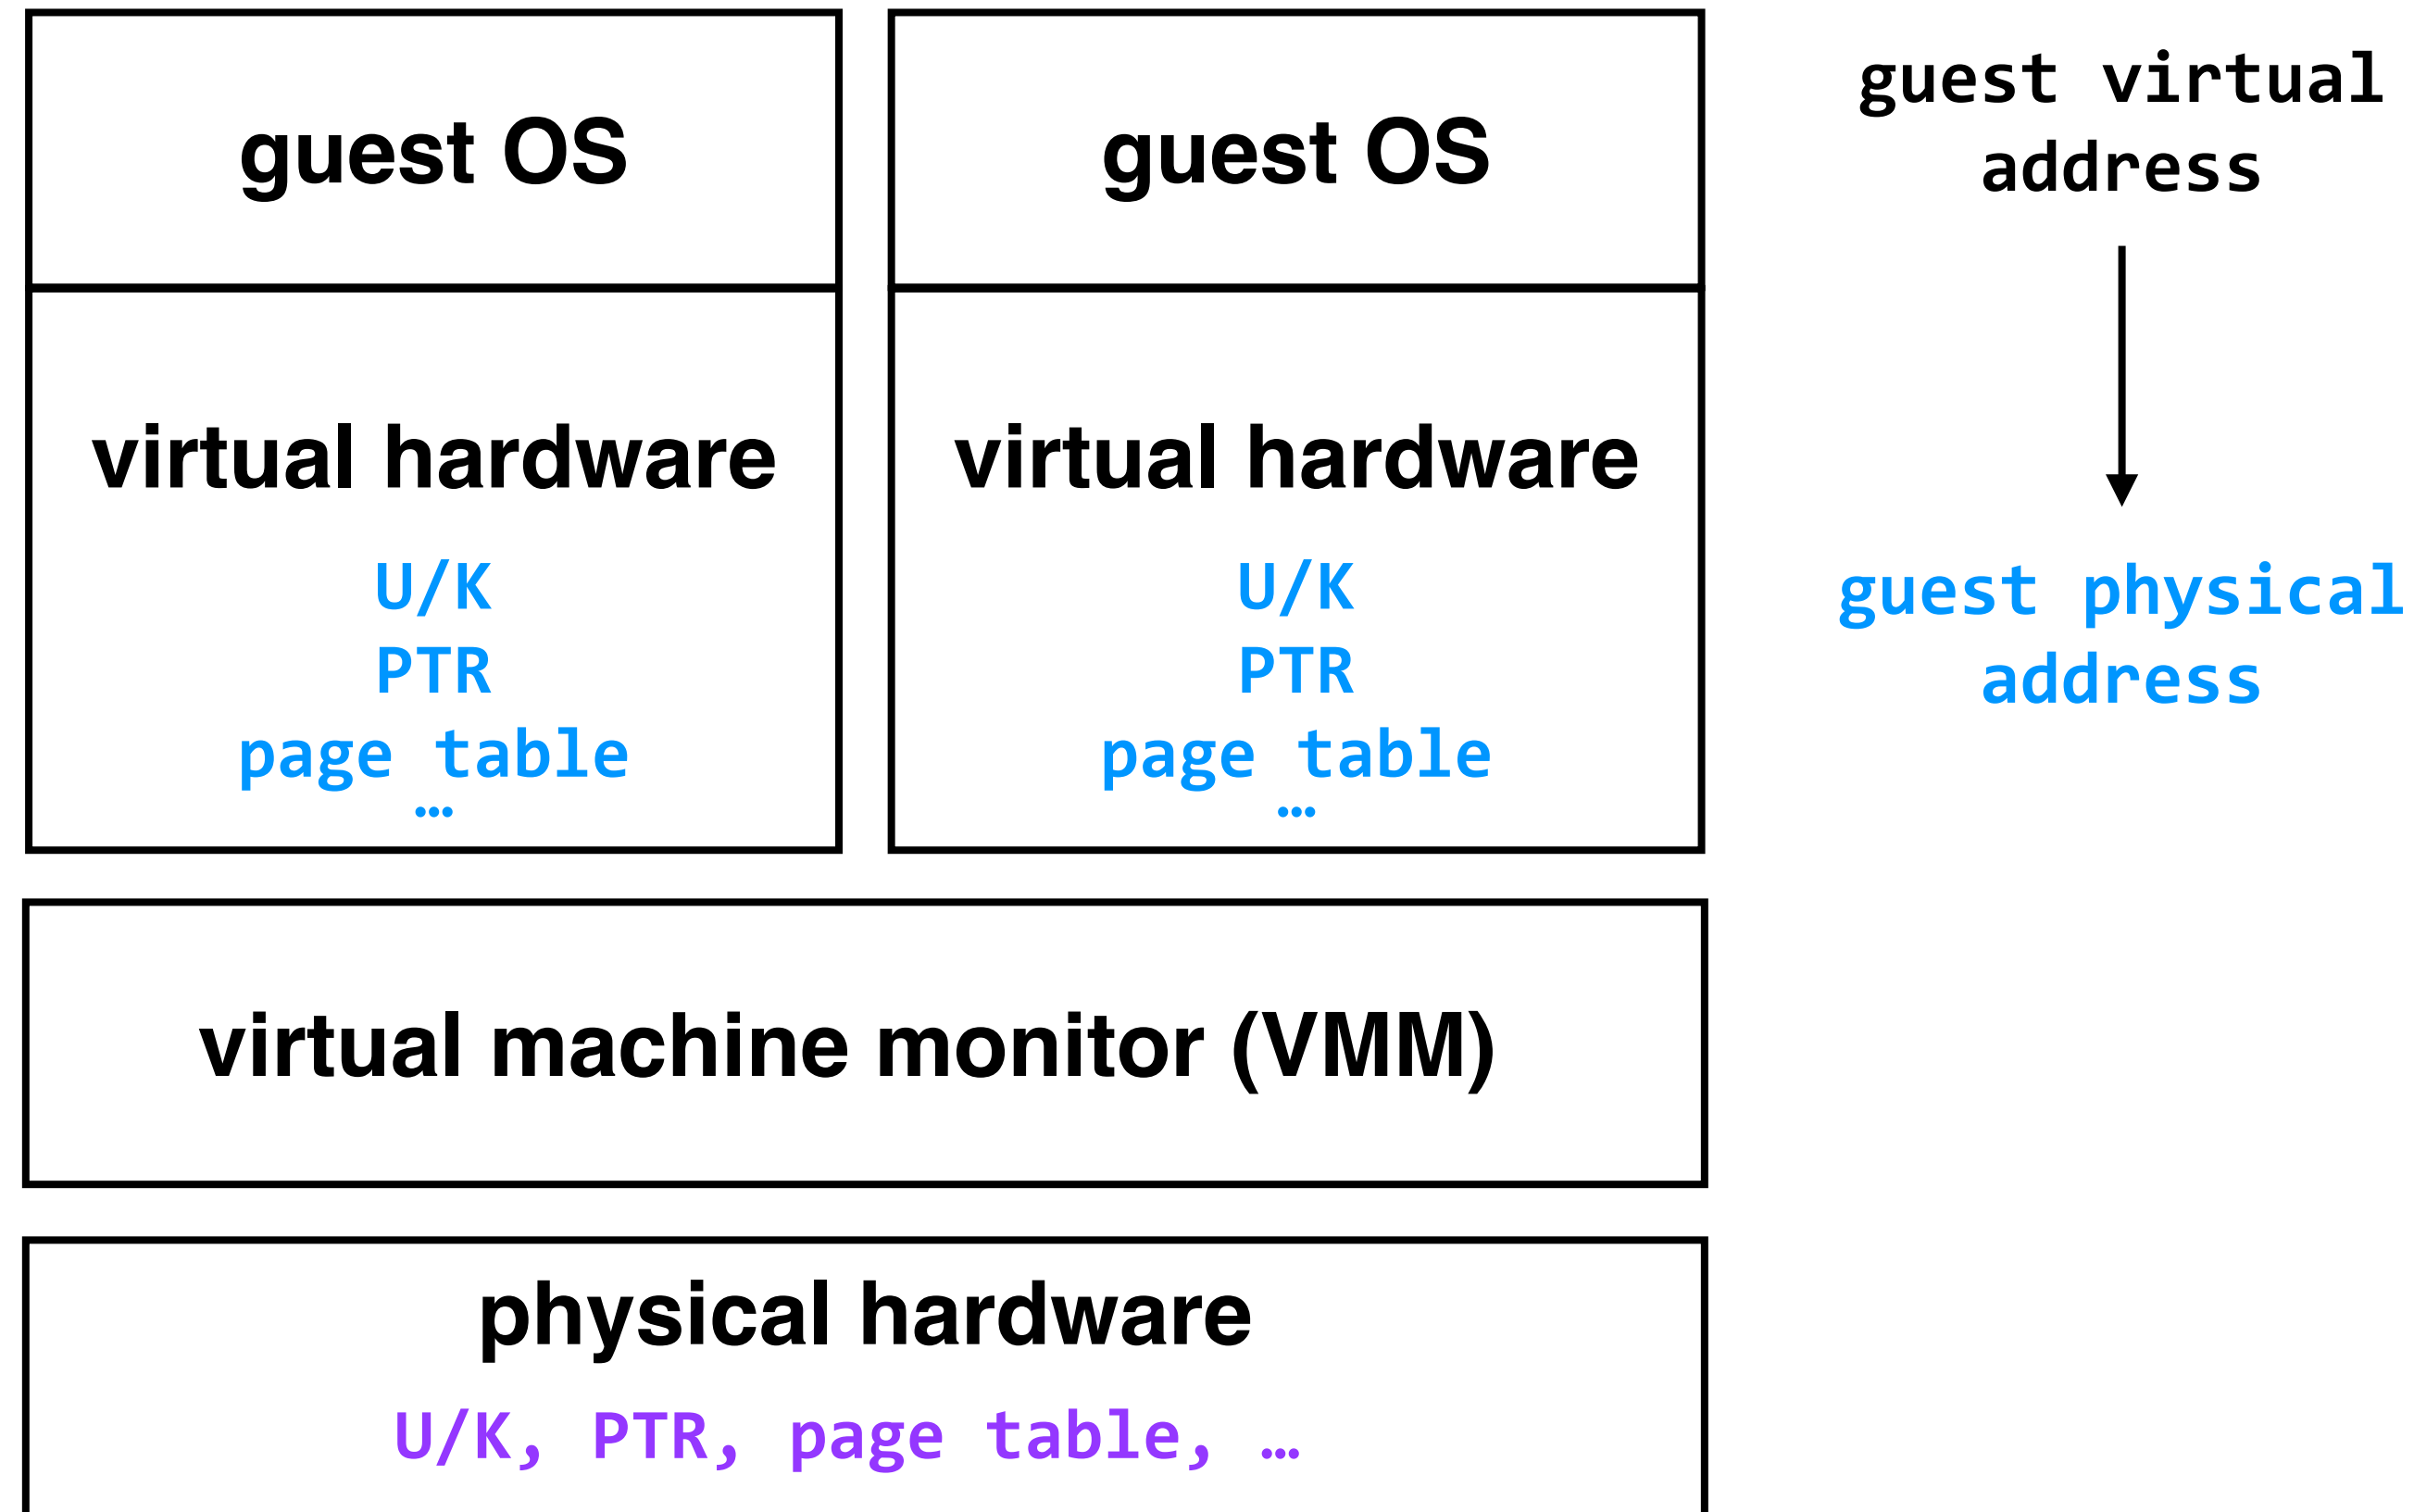 guest OS
guest OS
guest virtual
address
virtual hardware
U/K
PTR
page table
…
virtual hardware
U/K
PTR
page table
…
guest physical
address
virtual machine monitor (VMM)
physical hardware
U/K, PTR, page table, …